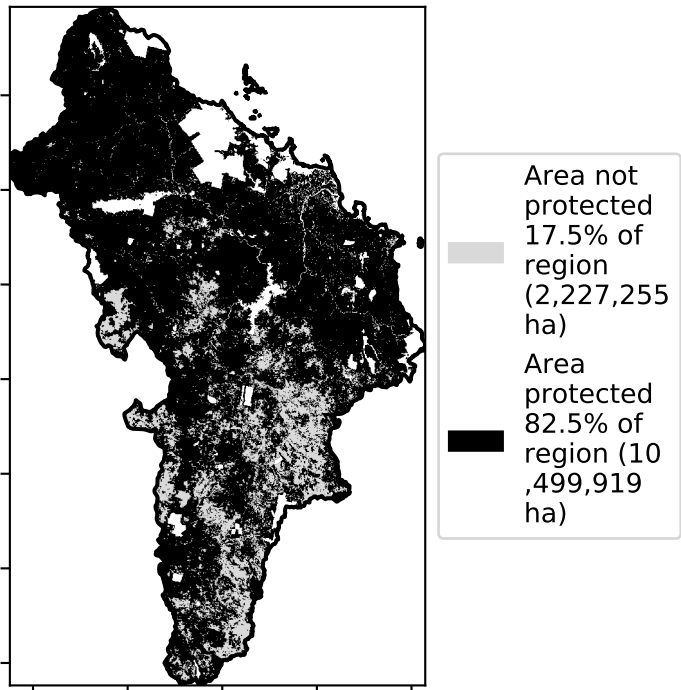 Area not
protected
17.5% of
region
(2,227,255
ha)
Area
protected
82.5% of
region (10
,499,919
ha)